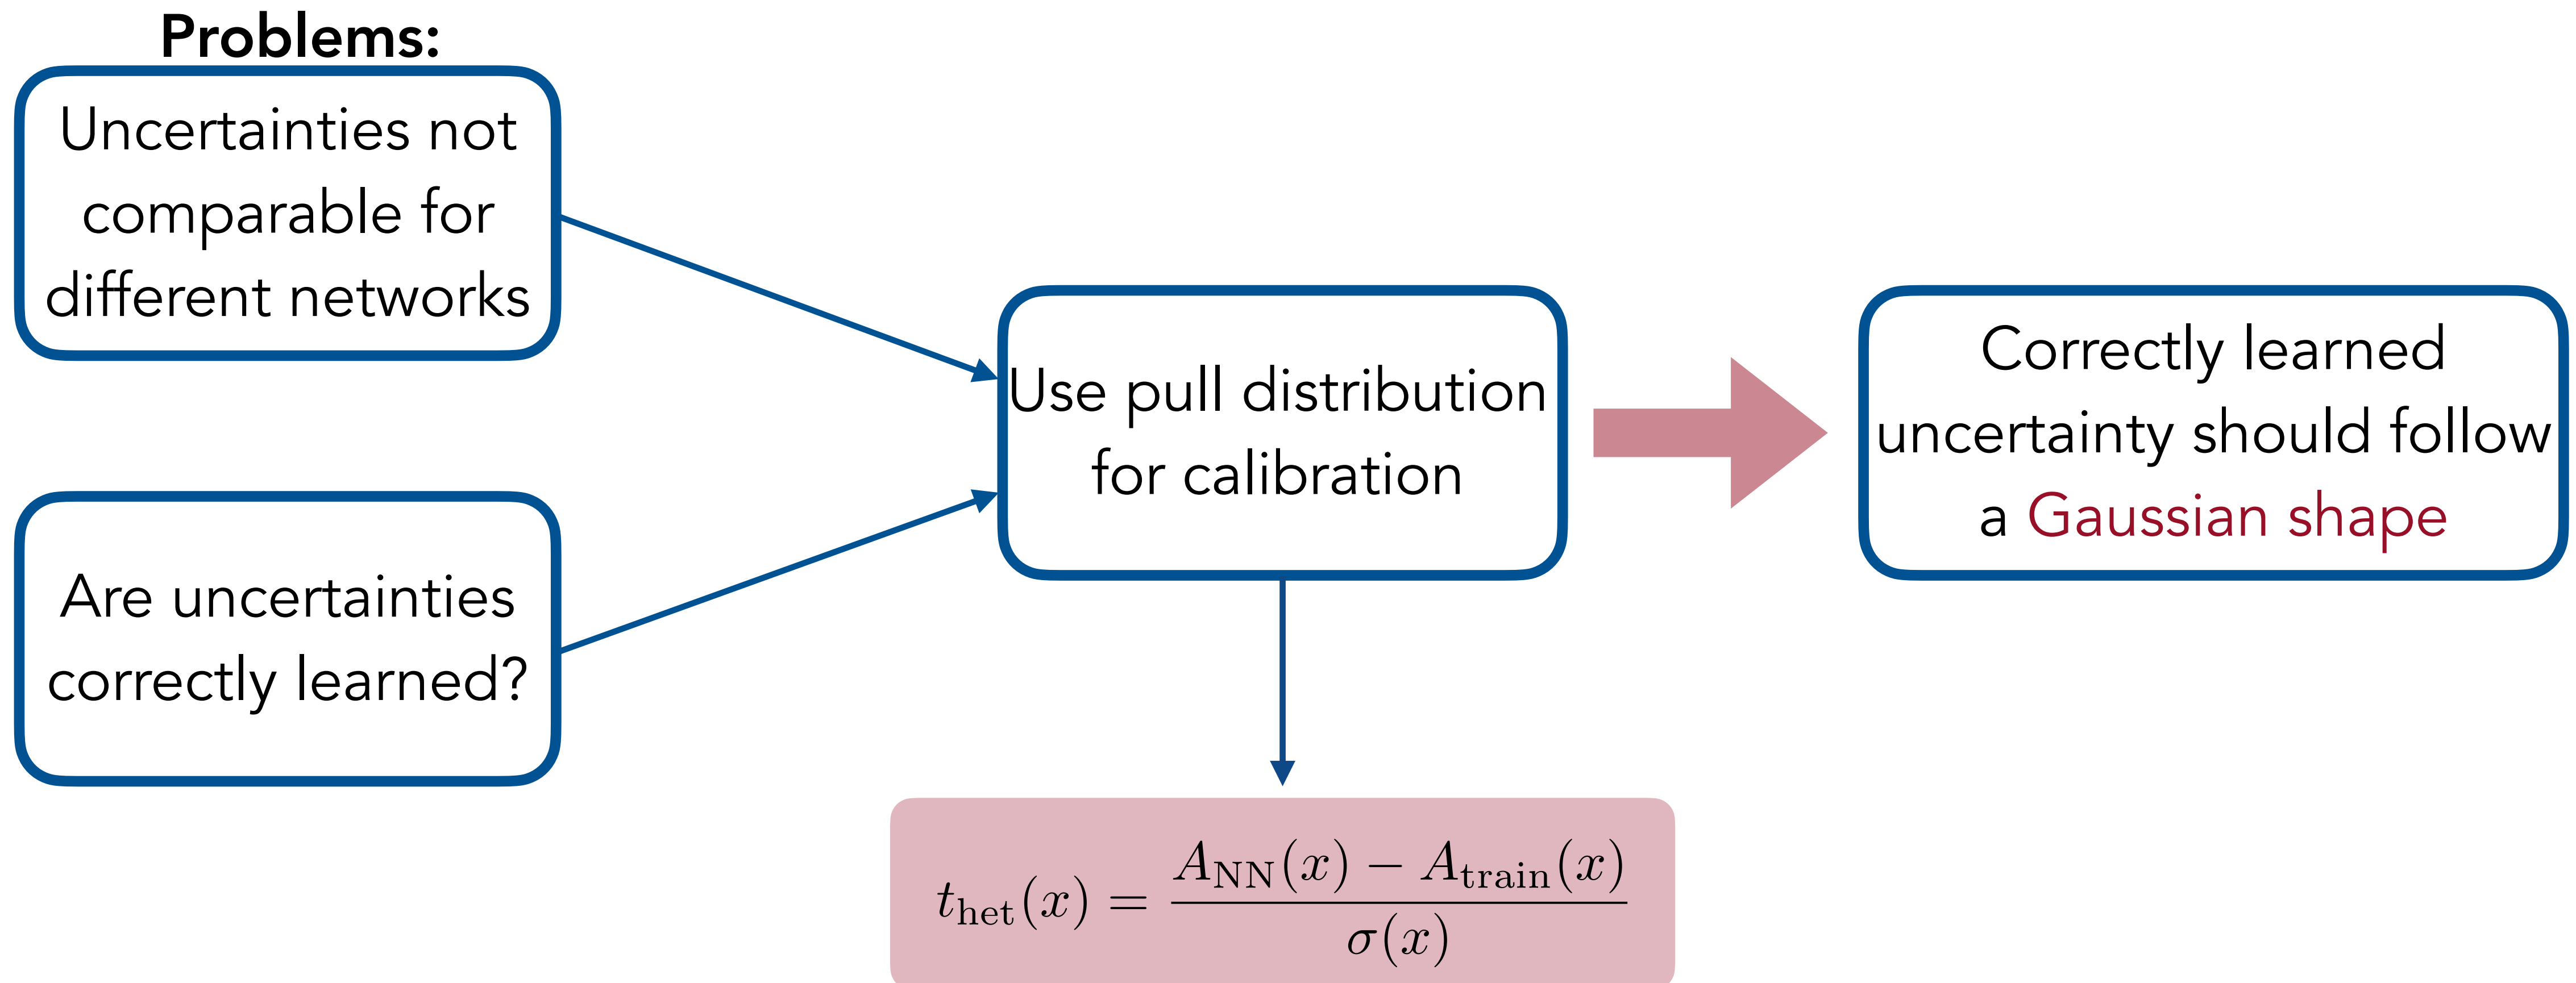 Problems:
Uncertainties not
comparable for
different networks
Are uncertainties
correctly learned?
Use pull distribution
for calibration
Correctly learned
uncertainty should follow
a Gaussian shape
t_het(x) = (A_NN(x) − A_train(x)) / σ(x)